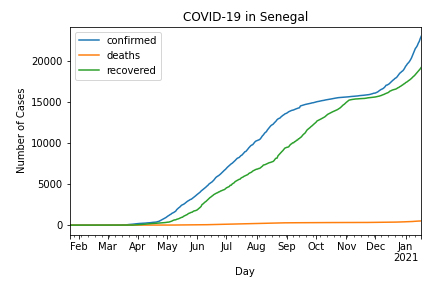 COVID-19 in Senegal
confirmed
deaths
recovered
Number of Cases
20000
15000
10000
5000
0
Feb Mar Apr May Jun Jul Aug Sep Oct Nov Dec Jan
2021
Day